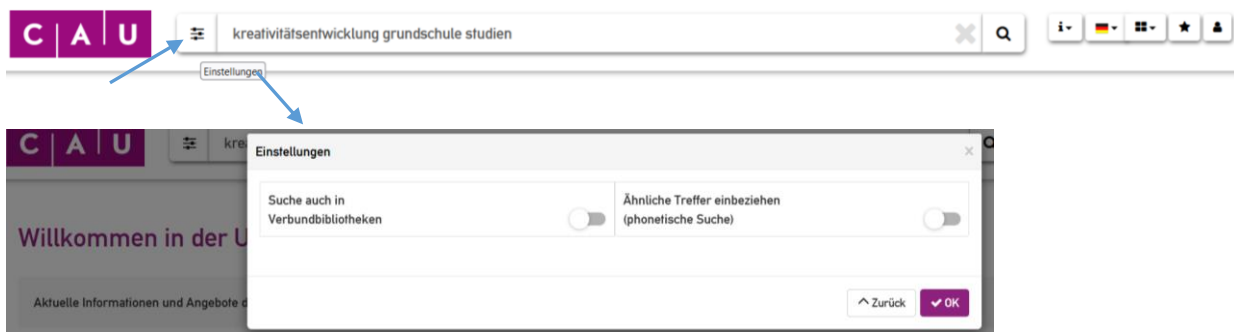 C A U
kreativitätsentwicklung grundschule studien
i
Einstellungen
C A U
kre
Einstellungen
Suche auch in
Verbundbibliotheken
Ähnliche Treffer einbeziehen
(phonetische Suche)
Willkommen in der U
Aktuelle Informationen und Angebote d
Zurück
OK